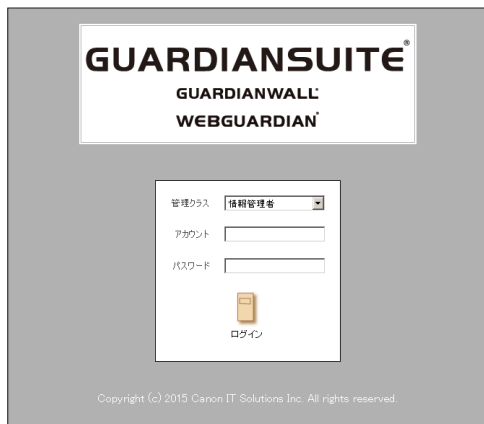 GUARDIANSUITE®
GUARDIANWALL
WEBGUARDIAN
管理クラス 情報管理者
アカウント
パスワード
ログイン
Copyright (c) 2015 Canon IT Solutions Inc. All rights reserved.